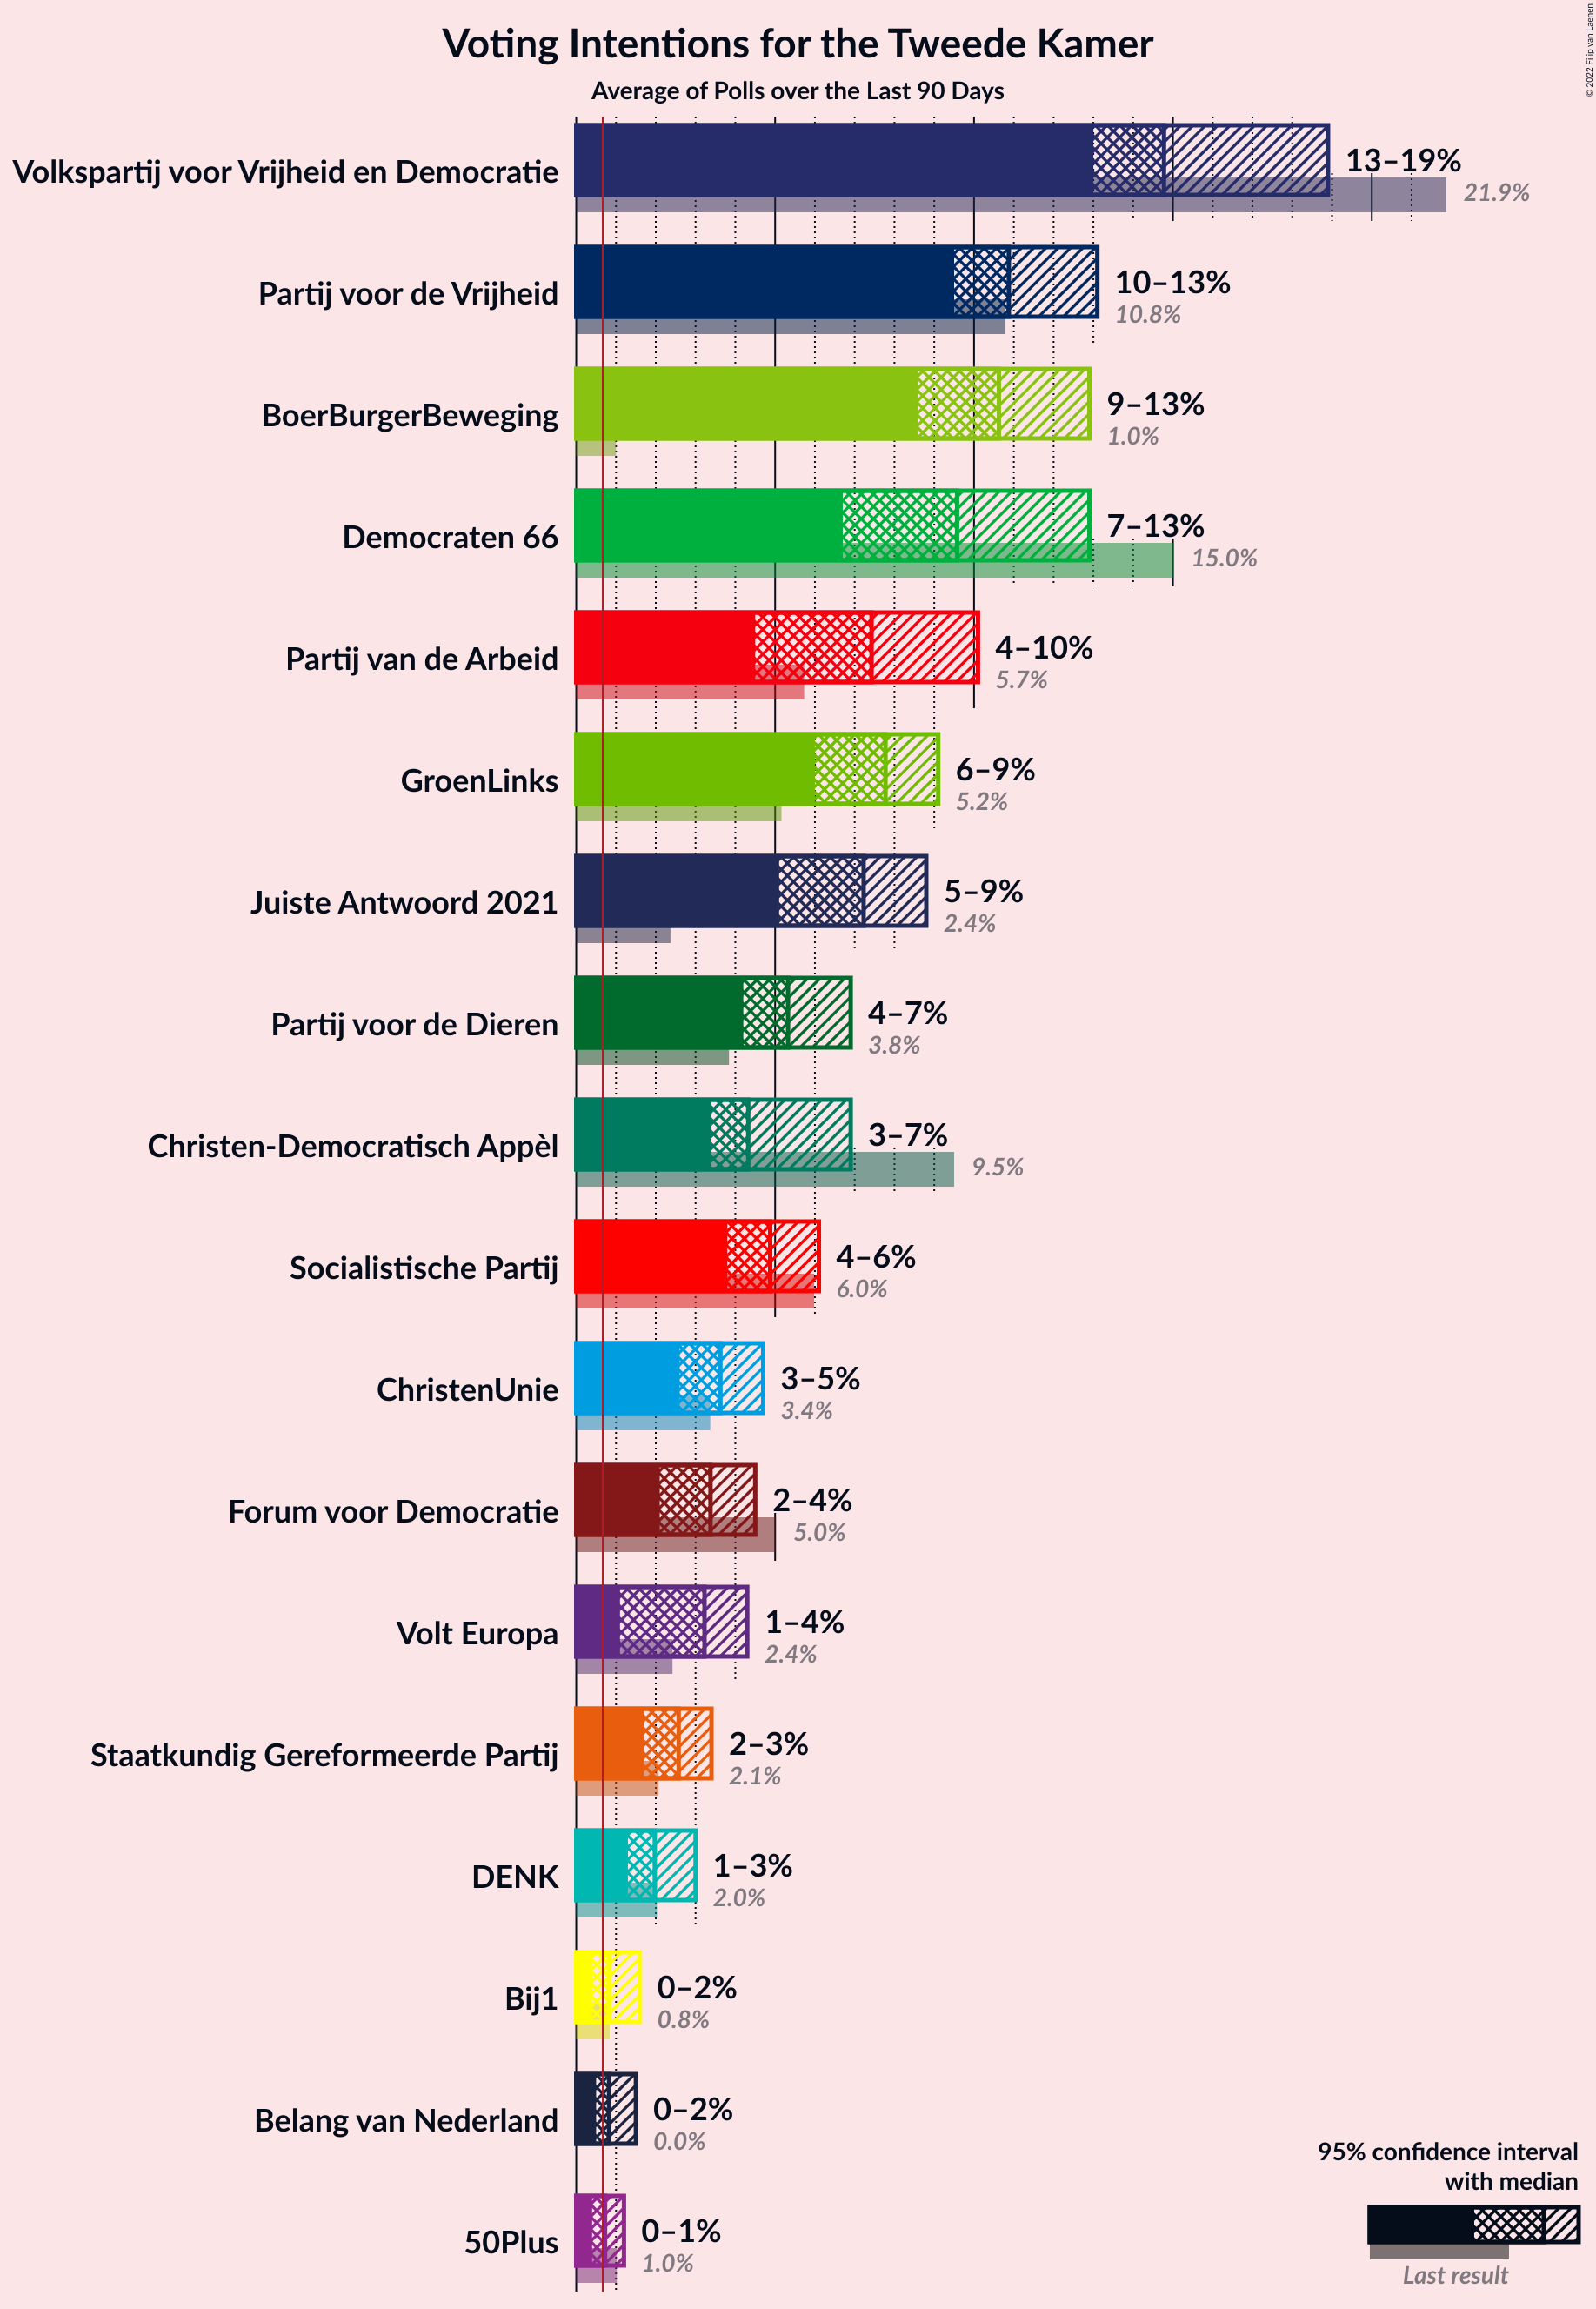 © 2022 Filip van Laenen
Voting Intentions for the Tweede Kamer
Average of Polls over the Last 90 Days
Volkspartij voor Vrijheid en Democratie
13–19%
21.9%
Partij voor de Vrijheid
10–13%
10.8%
BoerBurgerBeweging
9–13%
1.0%
Democraten 66
7–13%
15.0%
Partij van de Arbeid
4–10%
5.7%
GroenLinks
6–9%
5.2%
Juiste Antwoord 2021
5–9%
2.4%
Partij voor de Dieren
4–7%
3.8%
Christen-Democratisch Appèl
3–7%
9.5%
Socialistische Partij
4–6%
6.0%
ChristenUnie
3–5%
3.4%
Forum voor Democratie
2–4%
5.0%
Volt Europa
1–4%
2.4%
Staatkundig Gereformeerde Partij
2–3%
2.1%
DENK
1–3%
2.0%
Bij1
0–2%
0.8%
Belang van Nederland
0–2%
0.0%
50Plus
0–1%
1.0%
95% confidence interval
with median
Last result